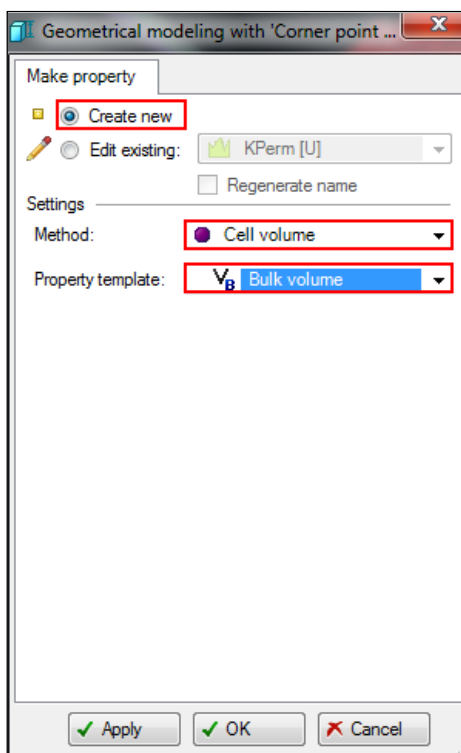 Geometrical modeling with 'Corner point ...
Make property
Create new
Edit existing: KPerm [U]
Regenerate name
Settings
Method: Cell volume
Property template: VB Bulk volume
Apply OK Cancel